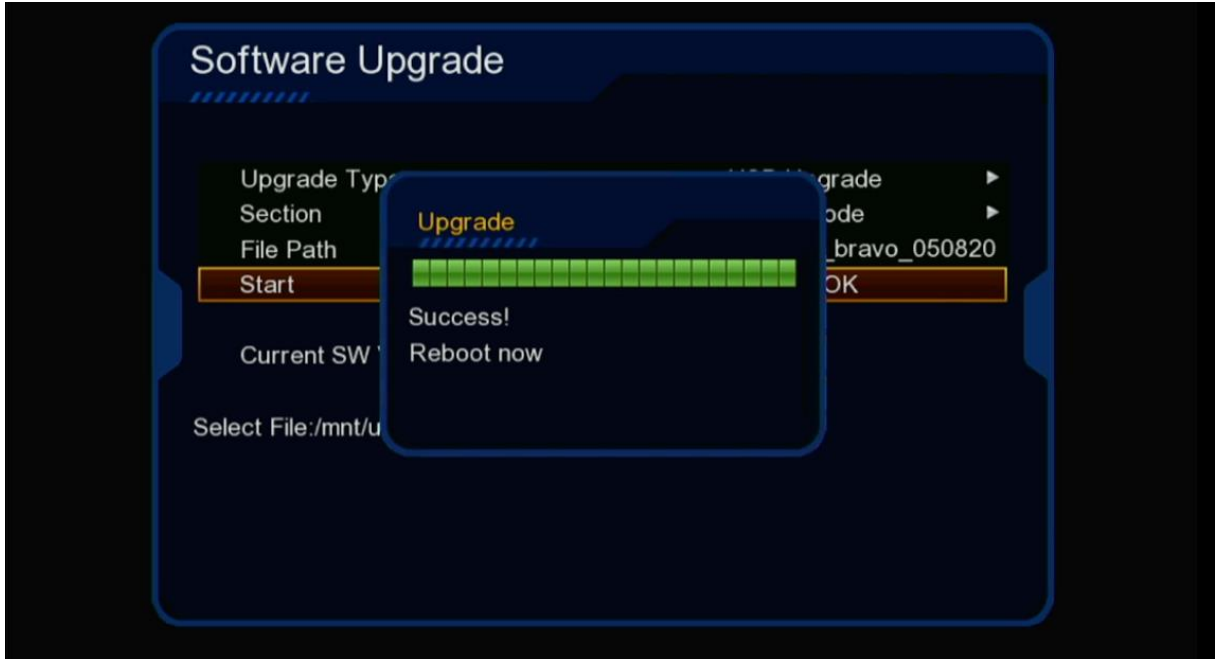 Software Upgrade
Upgrade Type grade
Section ode
File Path _bravo_050820
Start OK
Upgrade
Success!
Reboot now
Current SW
Select File:/mnt/u